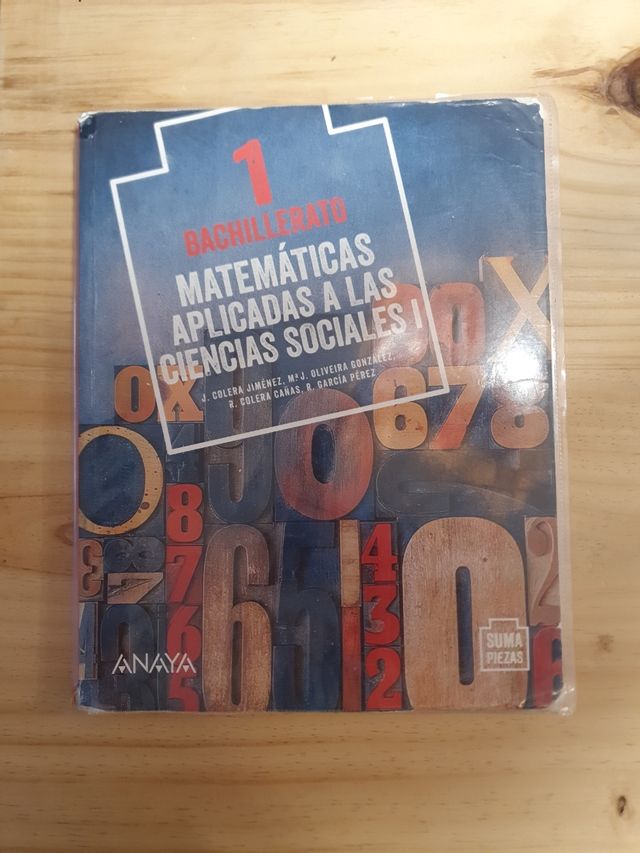 1
BACHILLERATO
MATEMÁTICAS
APLICADAS A LAS
CIENCIAS SOCIALES I
J. COLERA JIMÉNEZ, Mª J. OLIVEIRA GONZÁLEZ,
R. COLERA CAÑAS, R. GARCÍA PÉREZ
ANAYA
SUMA
PIEZAS